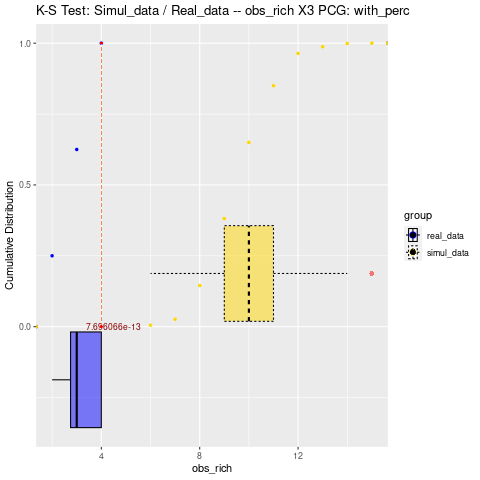 K-S Test: Simul_data / Real_data -- obs_rich X3 PCG: with_perc
1.0
0.5
0.0
Cumulative Distribution
7.696066e-13
4
8
12
obs_rich
group
real_data
simul_data